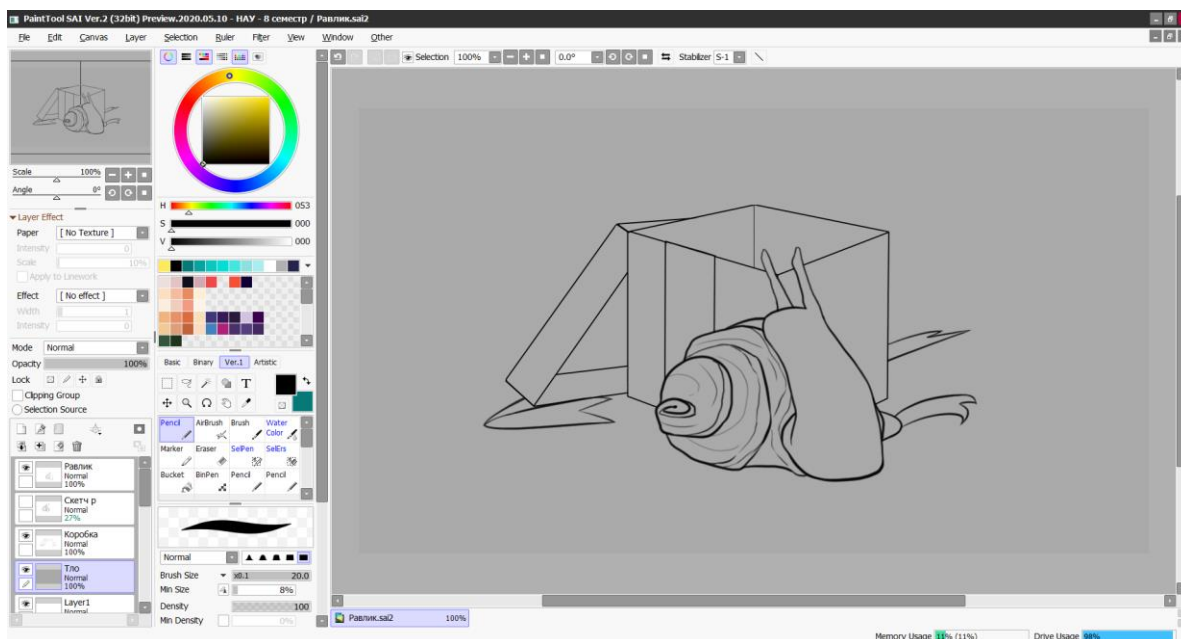 PaintTool SAI Ver.2 (32bit) Preview.2020.05.10 - НАУ - 8 семестр / Равлик.sai2
File Edit Canvas Layer Selection Ruler Filter View Window Other
Selection 100% 0.0° Stabilizer S-1
Scale 100%
Angle 0°
Layer Effect
Paper [ No Texture ]
Intensity 0
Scale 10%
Apply to Linework
Effect [ No effect ]
Width 1
Intensity 0
Mode Normal
Opacity 100%
Lock
Clipping Group
Selection Source
Равлик
Normal
100%
Скетч р
Normal
27%
Коробка
Normal
100%
Тло
Normal
100%
Layer1
Normal
H 053
S 000
V 000
Basic Binary Ver.1 Artistic
T
Pencil AirBrush Brush Water Color
Marker Eraser SelPen SelErs
Bucket BinPen Pencil Pencil
Normal
Brush Size x0.1 20.0
Min Size 8%
Density 100
Min Density 0%
Равлик.sai2 100%
Memory Usage 11% (11%) Drive Usage 98%